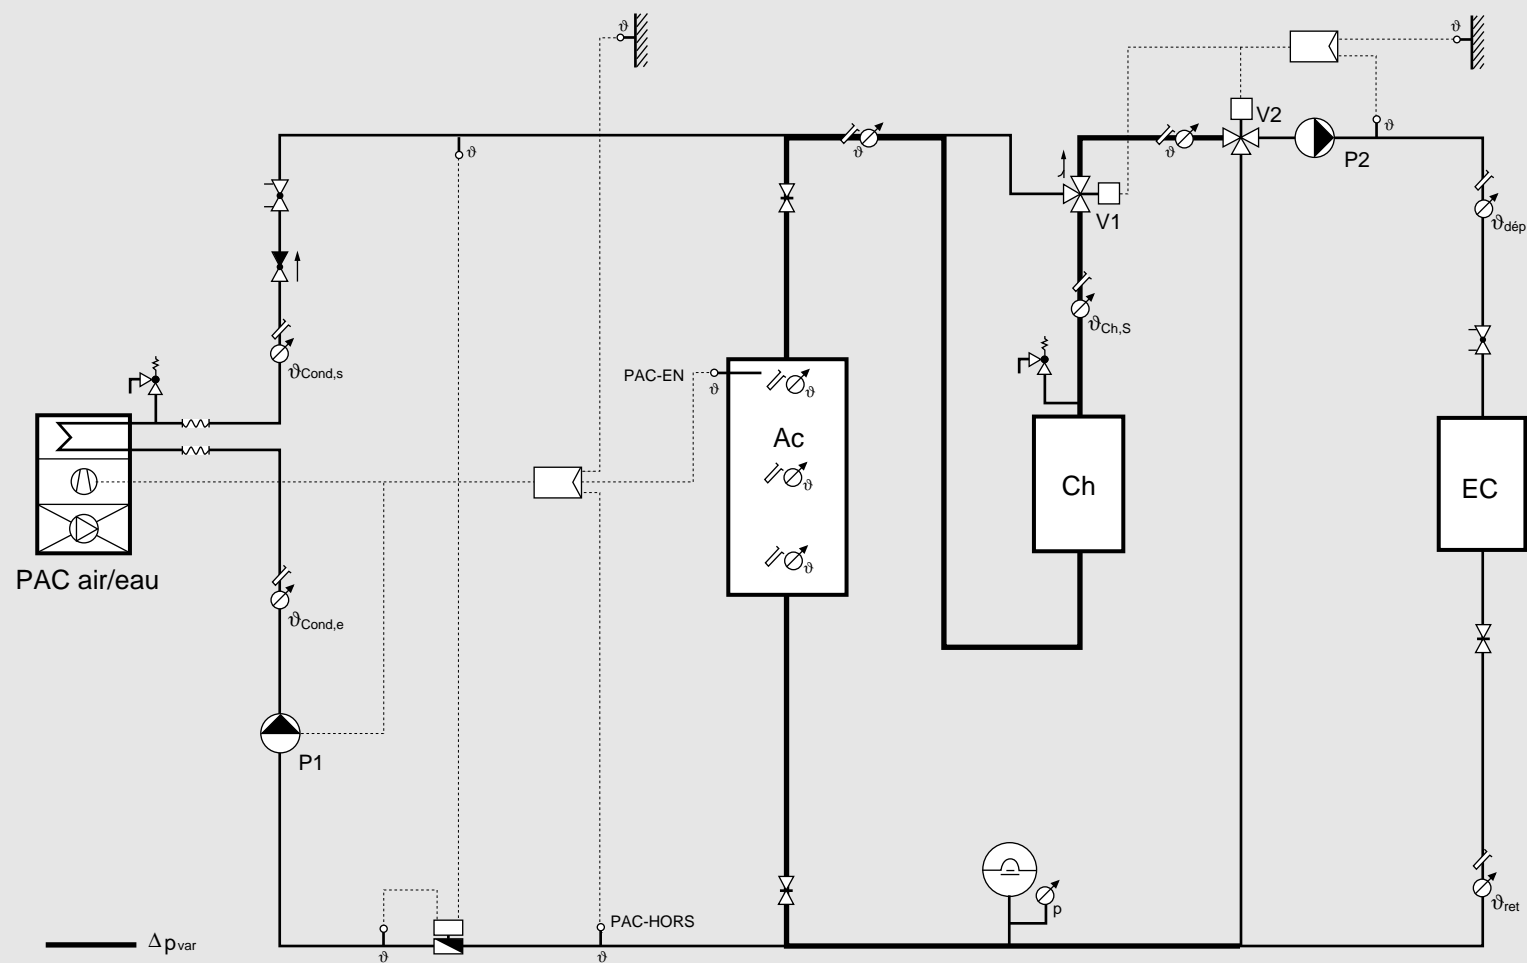 ϑ
ϑ
V2
ϑ
P2
ϑ
ϑ
ϑ
V1
ϑdép
ϑCh,S
ϑCond,s
PAC-EN
ϑ
ϑ
Ac
ϑ
Ch
EC
ϑ
PAC air/eau
ϑCond,e
P1
p
ϑret
PAC-HORS
Δpvar
ϑ
ϑ